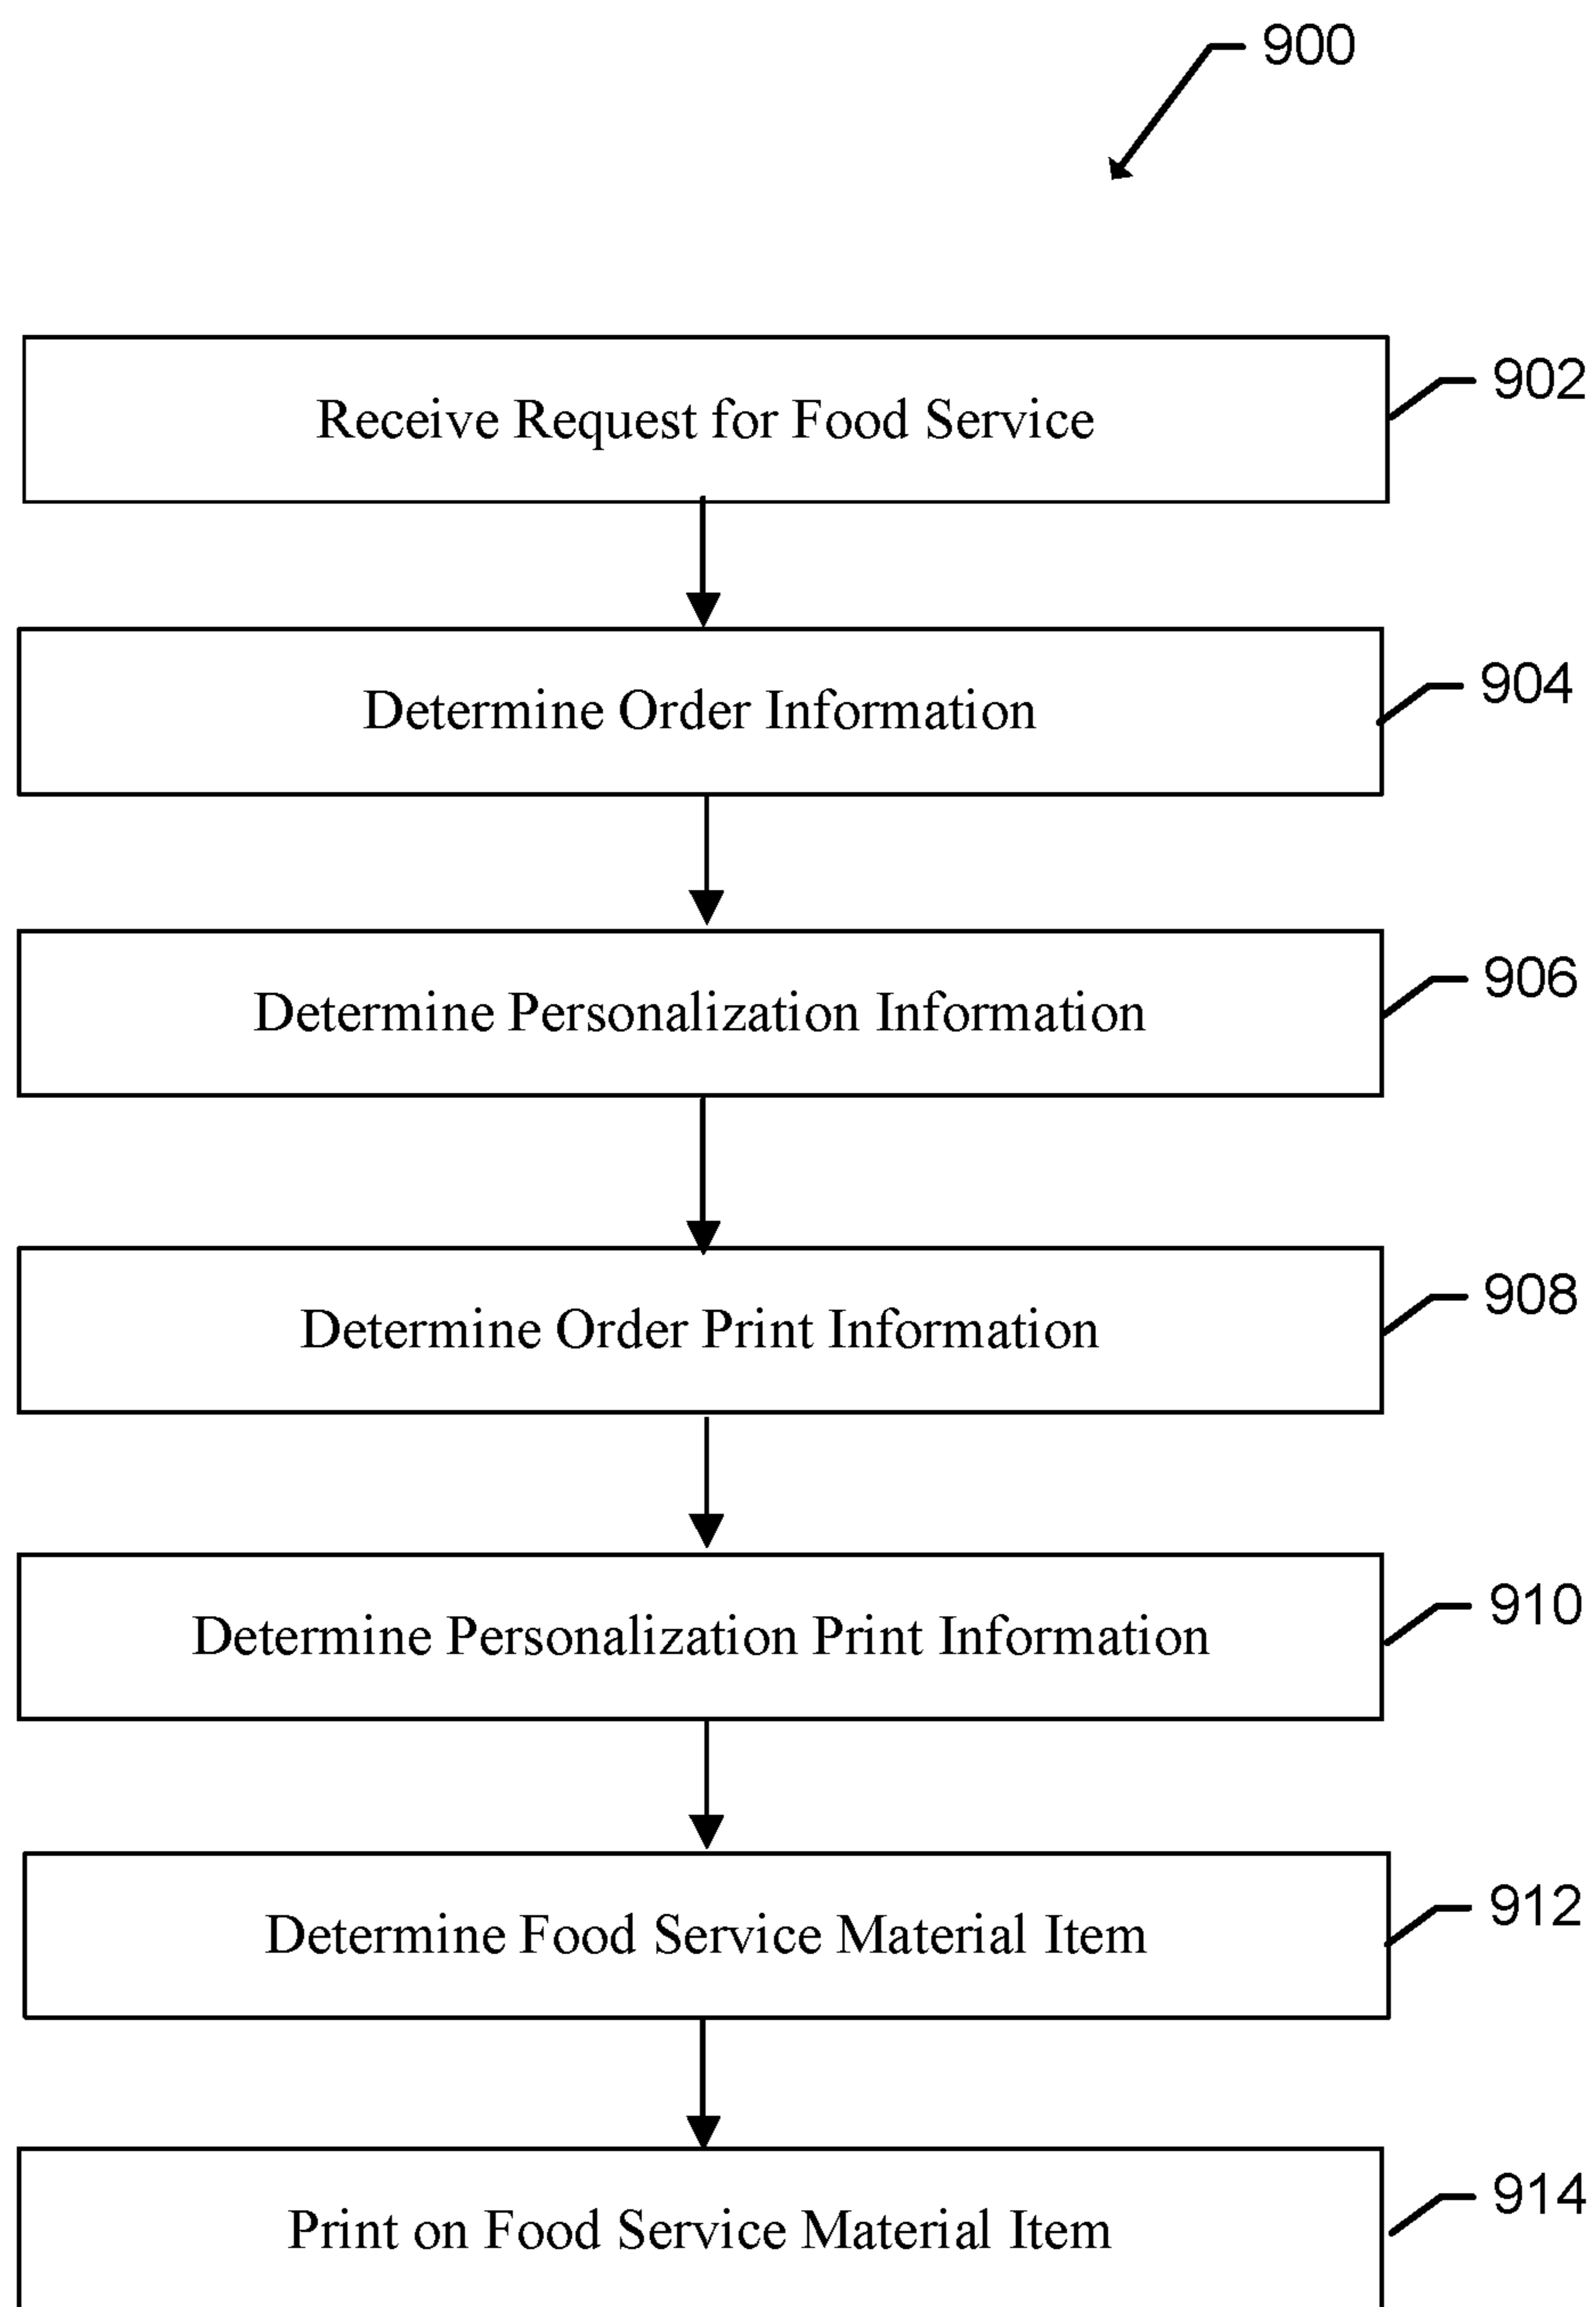 900
Receive Request for Food Service
902
Determine Order Information
904
Determine Personalization Information
906
Determine Order Print Information
908
Determine Personalization Print Information
910
Determine Food Service Material Item
912
Print on Food Service Material Item
914